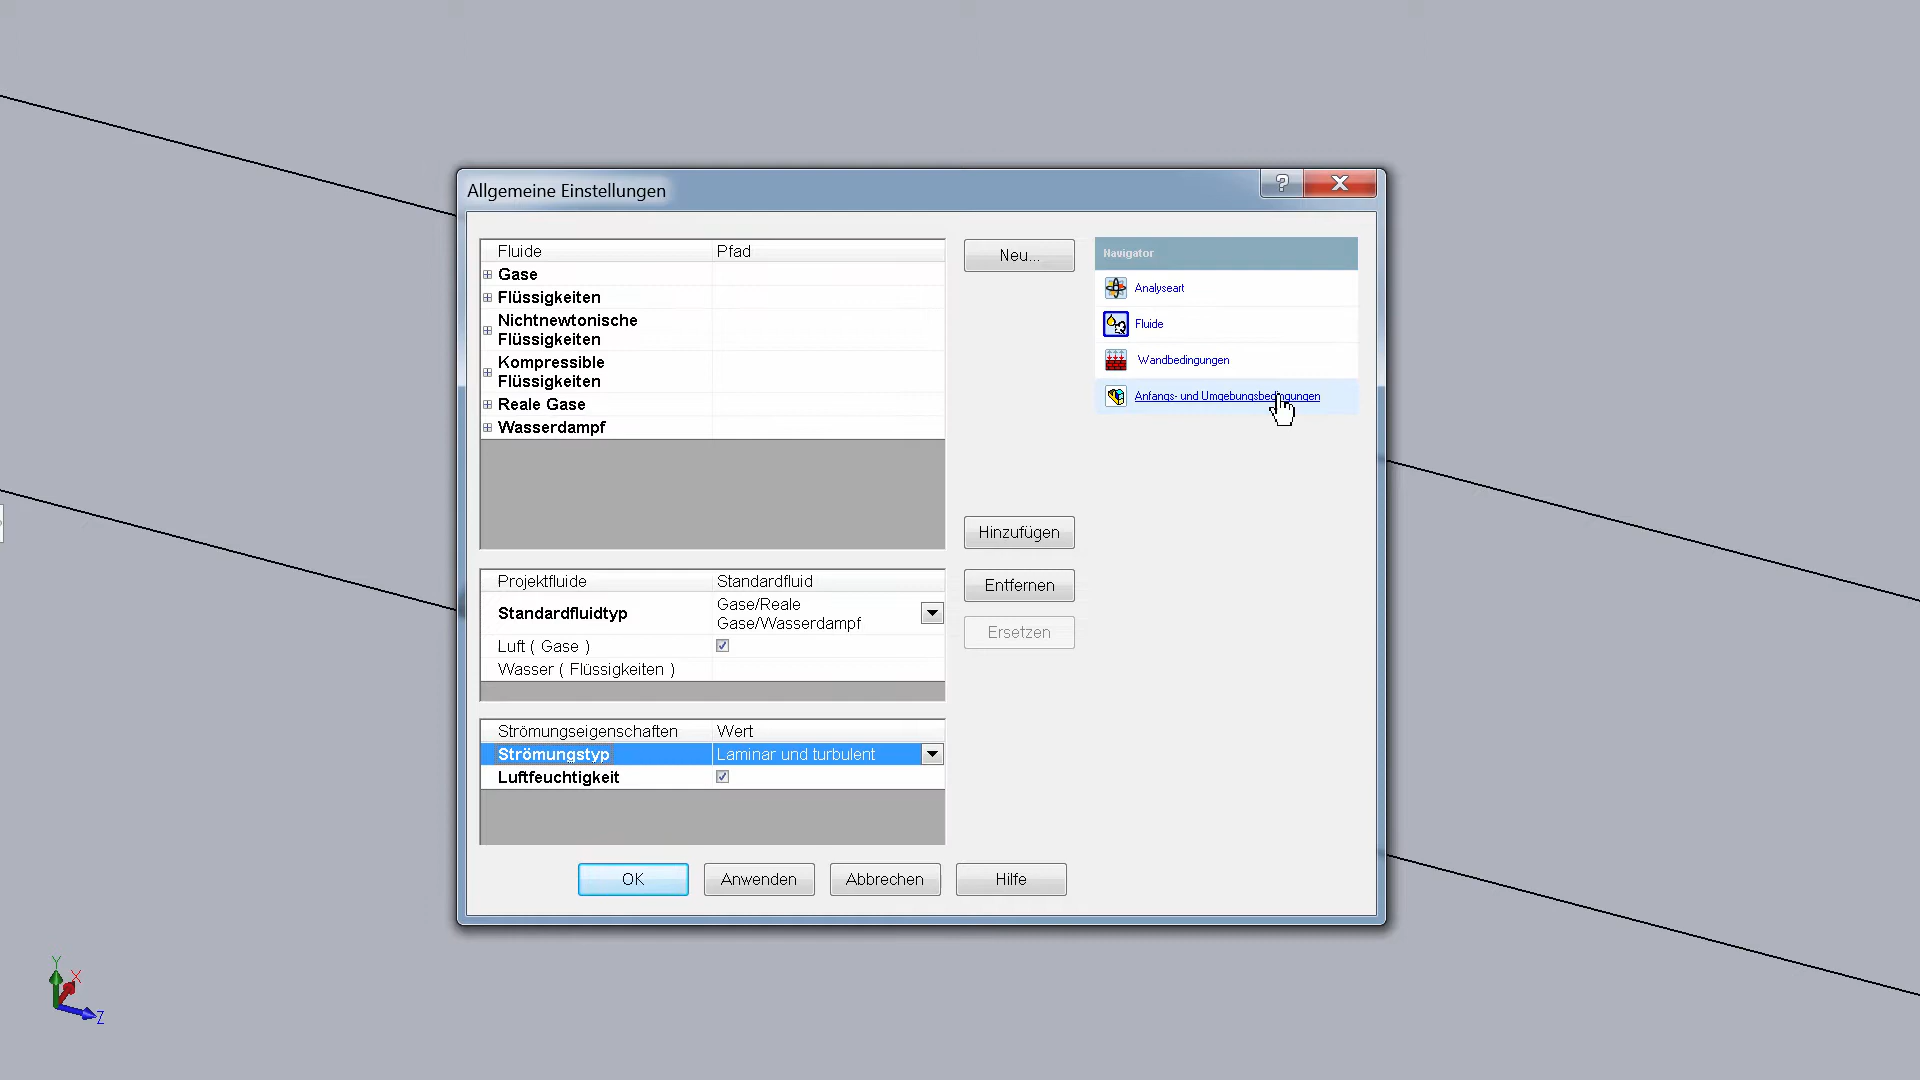 Allgemeine Einstellungen
?
Fluide Pfad
Gase
Flüssigkeiten
Nichtnewtonische
Flüssigkeiten
Kompressible
Flüssigkeiten
Reale Gase
Wasserdampf
Neu...
Hinzufügen
Navigator
Analyseart
Fluide
Wandbedingungen
Anfangs- und Umgebungsbedingungen
Projektfluide Standardfluid
Standardfluidtyp Gase/Reale
Gase/Wasserdampf
Luft ( Gase )
Wasser ( Flüssigkeiten )
Entfernen
Ersetzen
Strömungseigenschaften Wert
Strömungstyp Laminar und turbulent
Luftfeuchtigkeit
OK Anwenden Abbrechen Hilfe
Y
X
Z